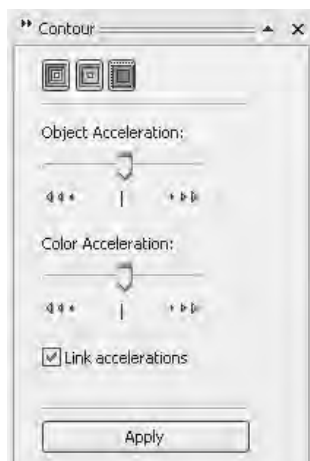 Contour
Object Acceleration:
Color Acceleration:
Link accelerations
Apply